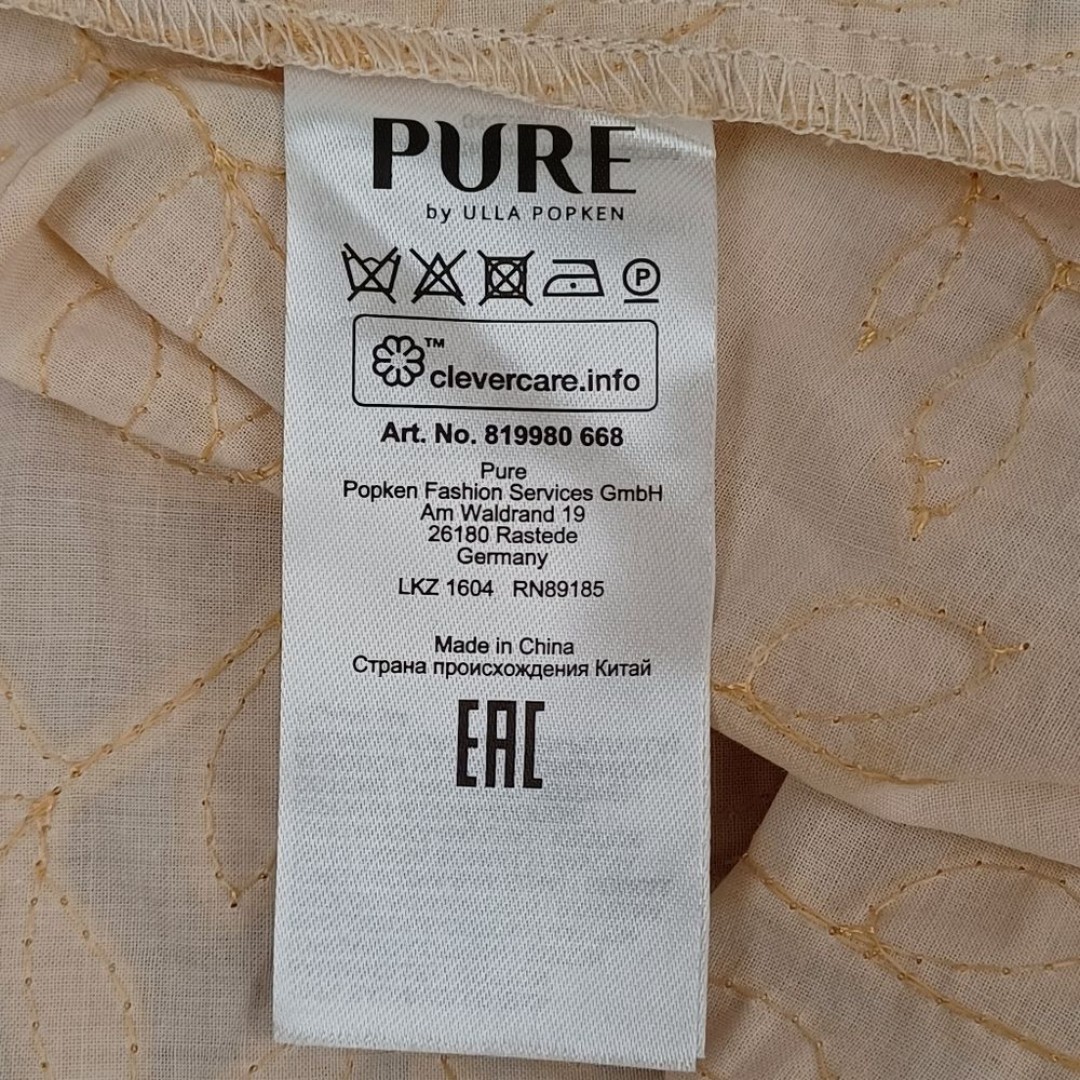 PURE
by ULLA POPKEN
P
™
clevercare.info
Art. No. 819980 668
Pure
Popken Fashion Services GmbH
Am Waldrand 19
26180 Rastede
Germany
LKZ 1604 RN89185
Made in China
Страна происхождения Китай
EAC